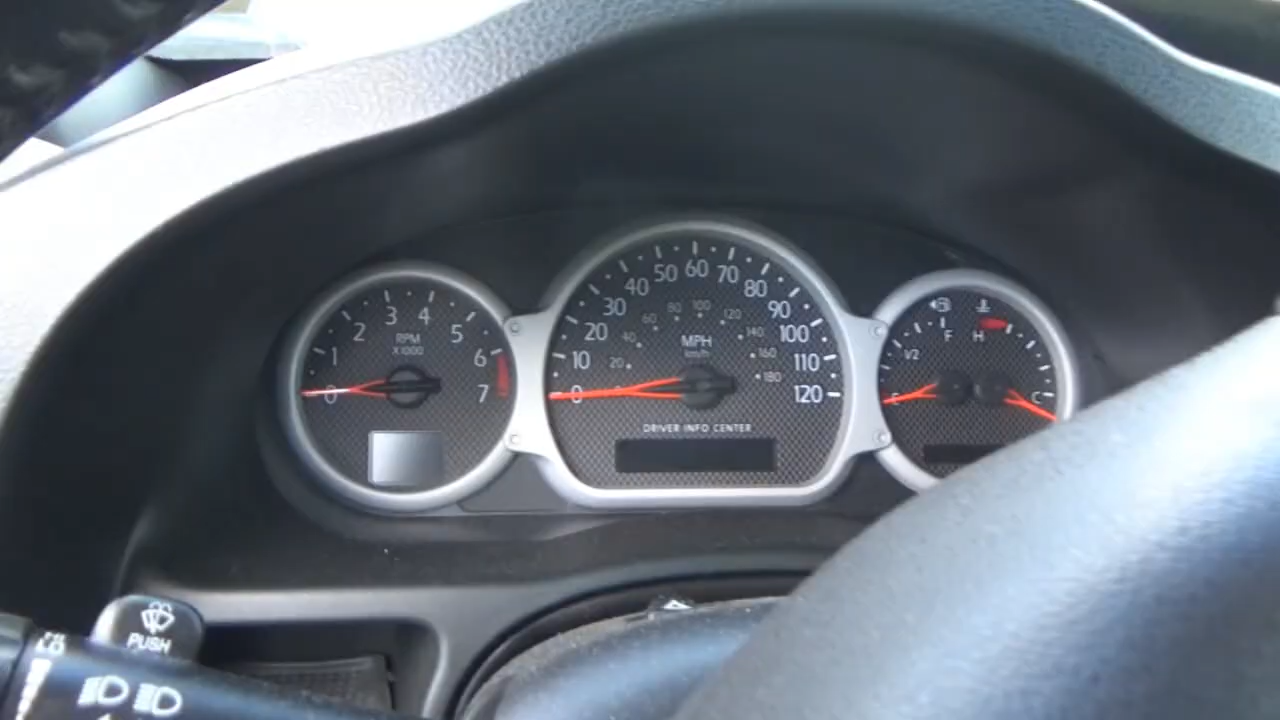 0 1 2 3 4 5 6 7
RPM
X1000
0 10 20 30 40 50 60 70 80 90 100 110 120
20 40 60 80 100 120 140 160 180
MPH
km/h
DRIVER INFO CENTER
E 1/2 F
H C
PUSH